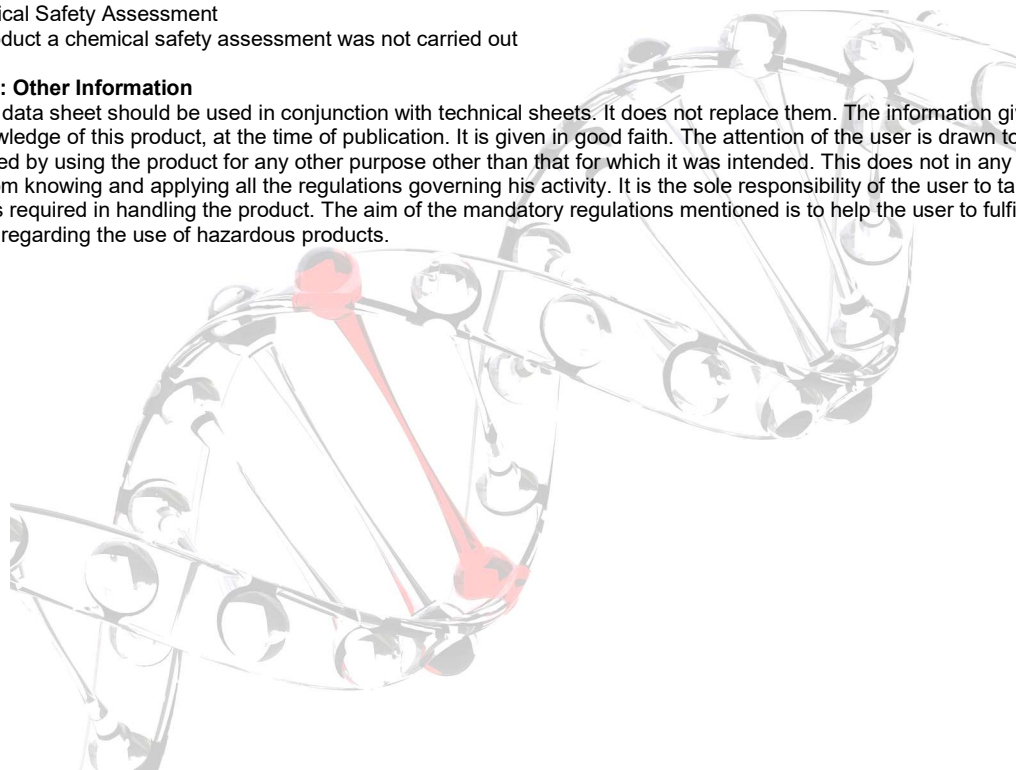 ical Safety Assessment
duct a chemical safety assessment was not carried out
: Other Information
data sheet should be used in conjunction with technical sheets. It does not replace them. The information gi
wledge of this product, at the time of publication. It is given in good faith. The attention of the user is drawn to
ed by using the product for any other purpose other than that for which it was intended. This does not in any
m knowing and applying all the regulations governing his activity. It is the sole responsibility of the user to ta
s required in handling the product. The aim of the mandatory regulations mentioned is to help the user to fulfi
regarding the use of hazardous products.